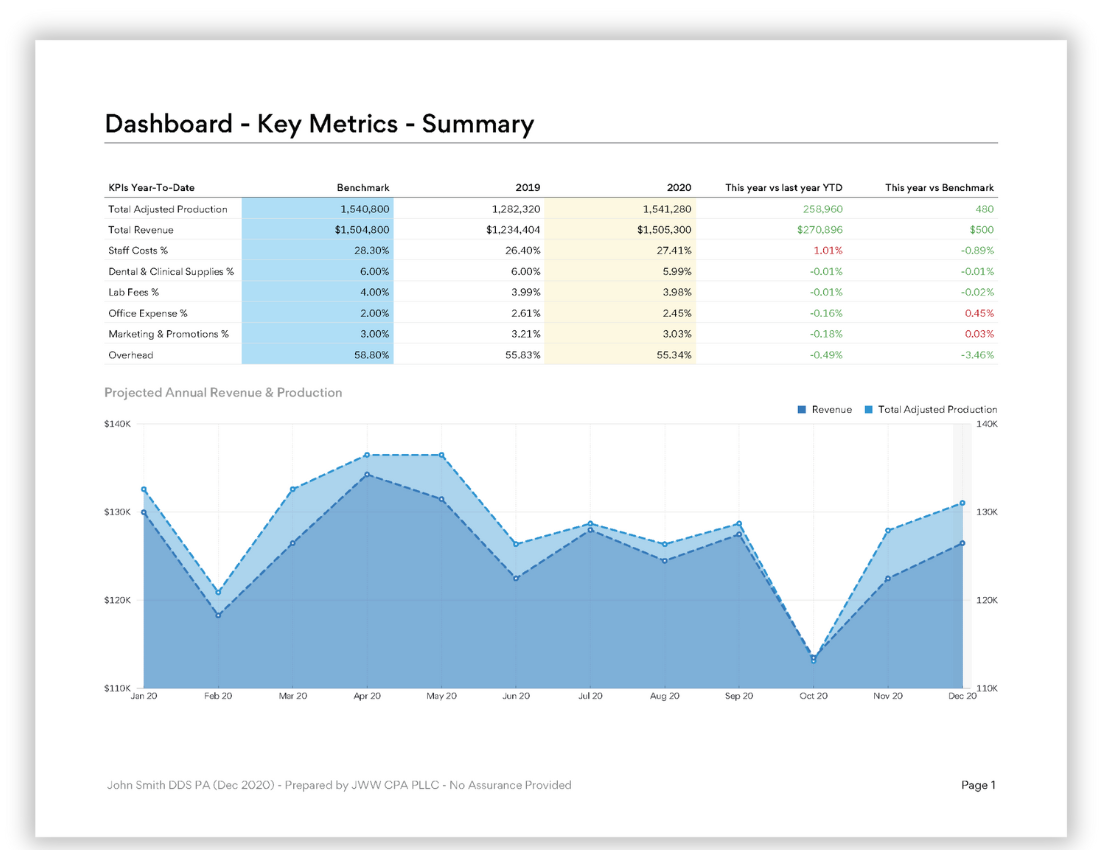 Dashboard - Key Metrics - Summary
KPIs Year-To-Date Benchmark 2019 2020 This year vs last year YTD This year vs Benchmark
Total Adjusted Production 1,540,800 1,282,320 1,541,280 258,960 480
Total Revenue $1,504,800 $1,234,404 $1,505,300 $270,896 $500
Staff Costs % 28.30% 26.40% 27.41% 1.01% -0.89%
Dental & Clinical Supplies % 6.00% 6.00% 5.99% -0.01% -0.01%
Lab Fees % 4.00% 3.99% 3.98% -0.01% -0.02%
Office Expense % 2.00% 2.61% 2.45% -0.16% 0.45%
Marketing & Promotions % 3.00% 3.21% 3.03% -0.18% 0.03%
Overhead 58.80% 55.83% 55.34% -0.49% -3.46%
Projected Annual Revenue & Production
Revenue Total Adjusted Production
$140K 140K
$130K 130K
$120K 120K
$110K 110K
Jan 20 Feb 20 Mar 20 Apr 20 May 20 Jun 20 Jul 20 Aug 20 Sep 20 Oct 20 Nov 20 Dec 20
John Smith DDS PA (Dec 2020) - Prepared by JWW CPA PLLC - No Assurance Provided Page 1